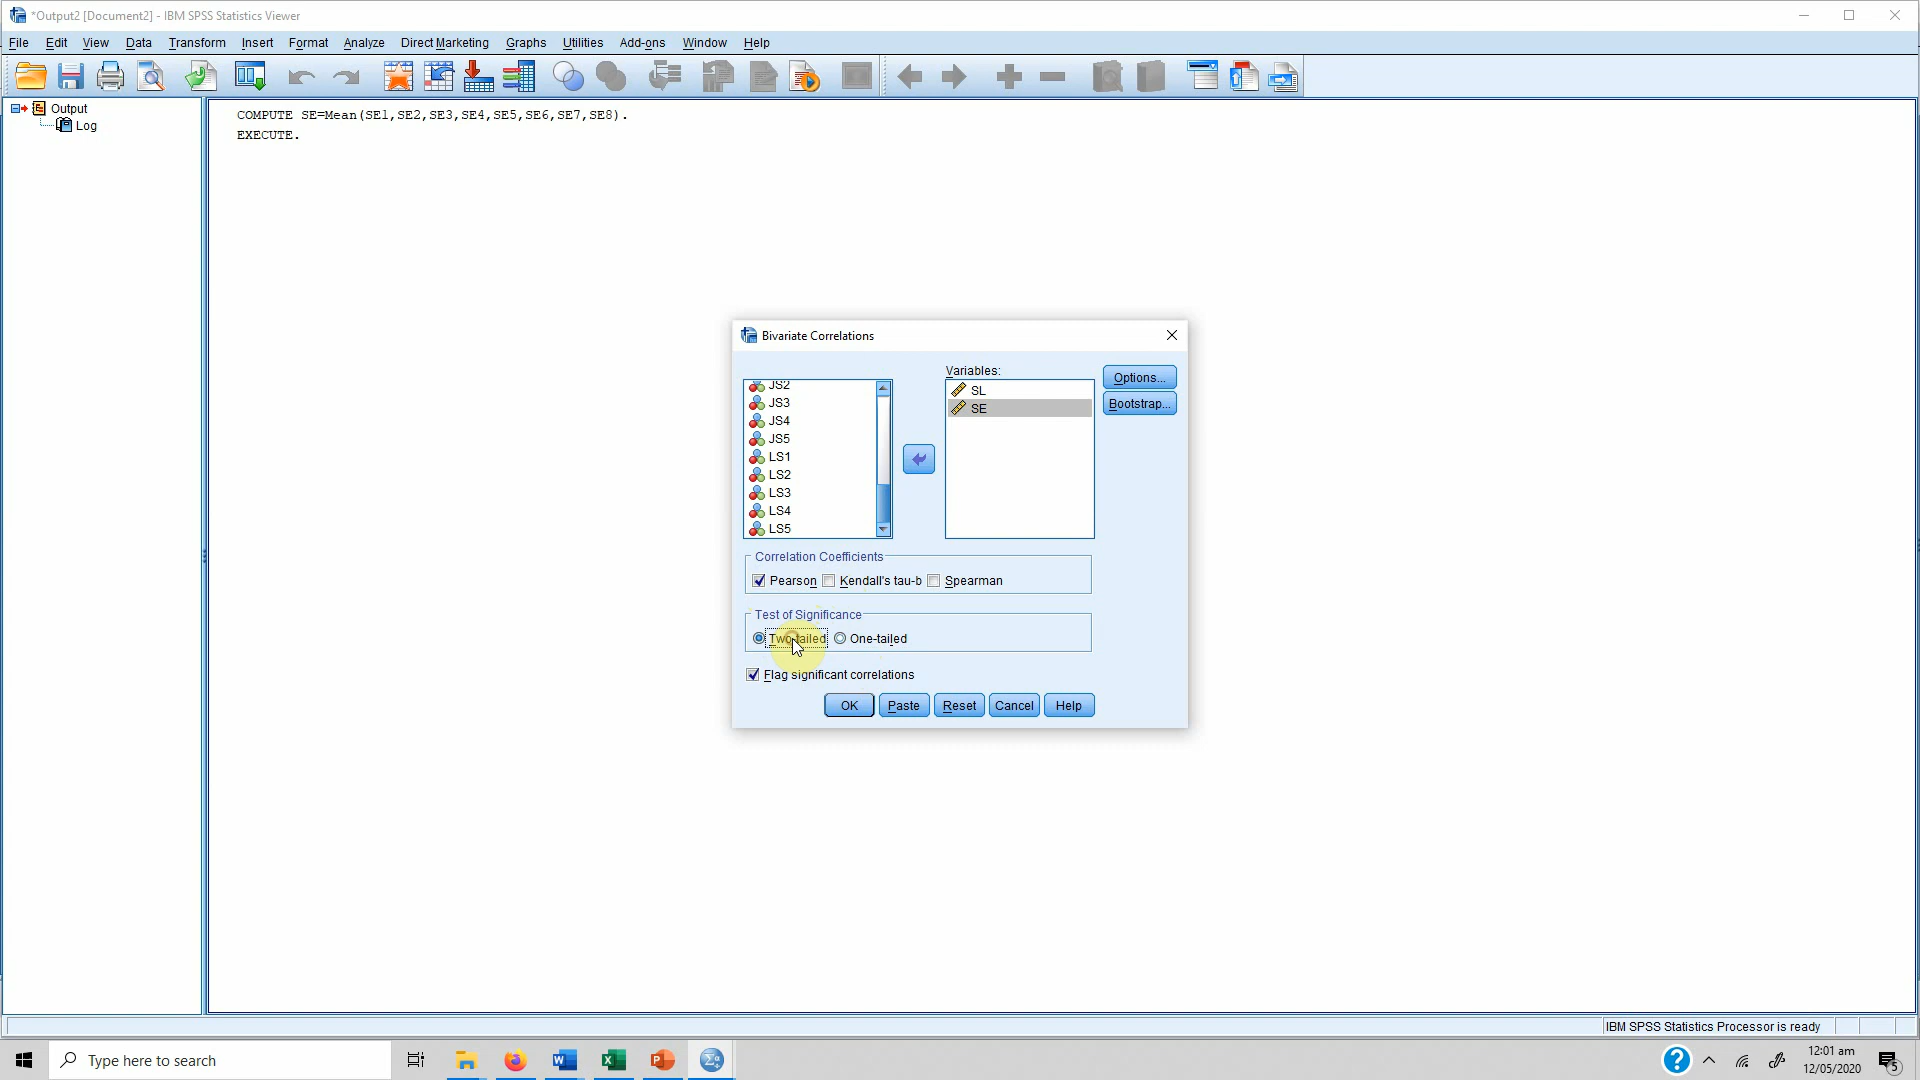 *Output2 [Document2] - IBM SPSS Statistics Viewer
File Edit View Data Transform Insert Format Analyze Direct Marketing Graphs Utilities Add-ons Window Help
Output
Log
COMPUTE SE=Mean(SE1,SE2,SE3,SE4,SE5,SE6,SE7,SE8).
EXECUTE.
Bivariate Correlations
Variables:
JS2
JS3
JS4
JS5
LS1
LS2
LS3
LS4
LS5
SL
SE
Options...
Bootstrap...
Correlation Coefficients
Pearson Kendall's tau-b Spearman
Test of Significance
Two-tailed One-tailed
Flag significant correlations
OK Paste Reset Cancel Help
IBM SPSS Statistics Processor is ready
Type here to search
12:01 am
12/05/2020
5